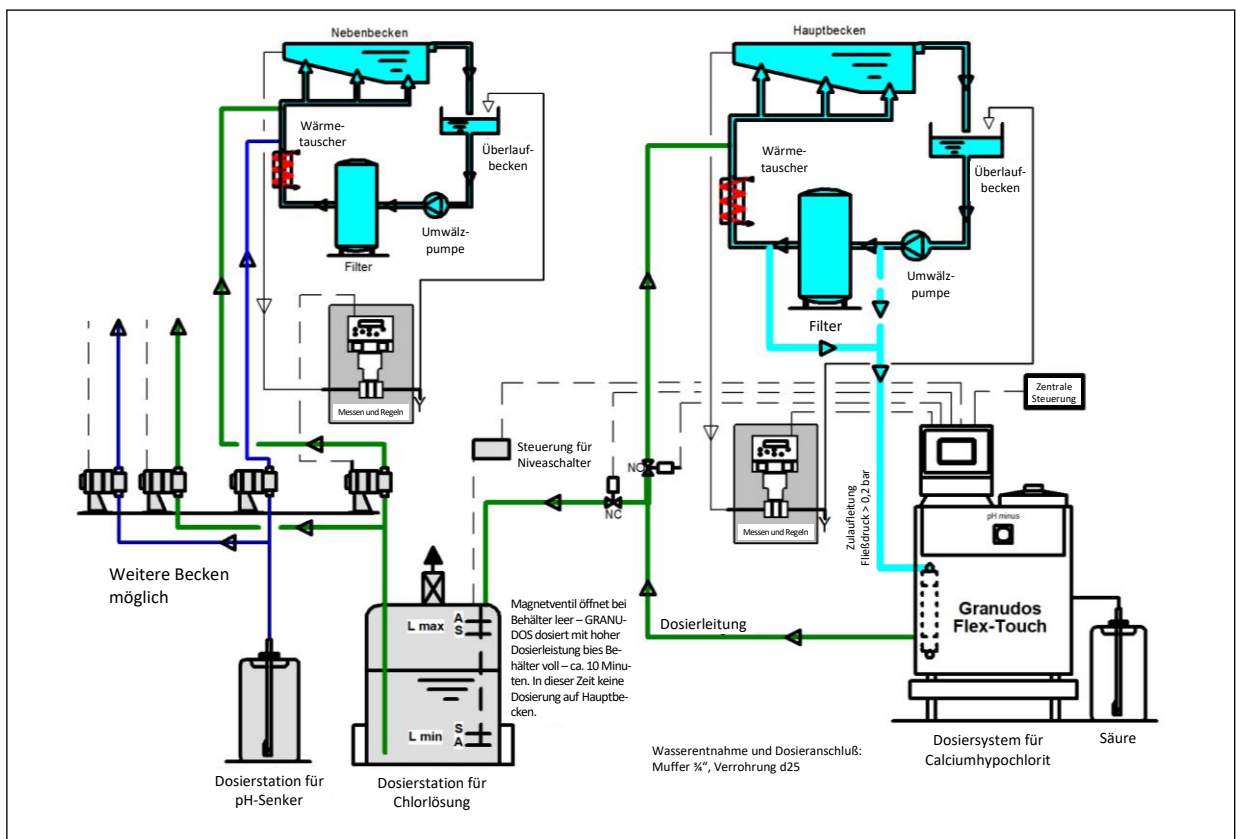 Nebenbecken
Wärme-
tauscher
Überlauf-
becken
Umwälz-
pumpe
Filter
Messen und Regeln
Hauptbecken
Wärme-
tauscher
Überlauf-
becken
Umwälz-
pumpe
Filter
Zentrale
Steuerung
Steuerung für
Niveaschalter
NC
NC
Messen und Regeln
Zulaufleitung
Fließdruck > 0,2 bar
pH minus
Granudos
Flex-Touch
Weitere Becken
möglich
L max
A
S
L min
S
A
Magnetventil öffnet bei
Behälter leer – GRANU-
DOS dosiert mit hoher
Dosierleistung bies Be-
hälter voll – ca. 10 Minu-
ten. In dieser Zeit keine
Dosierung auf Hauptbe-
cken.
Dosierleitung
Wasserentnahme und Dosieranschluß:
Muffer ¾“, Verrohrung d25
Dosiersystem für
Calciumhypochlorit
Säure
Dosierstation für
pH-Senker
Dosierstation für
Chlorlösung